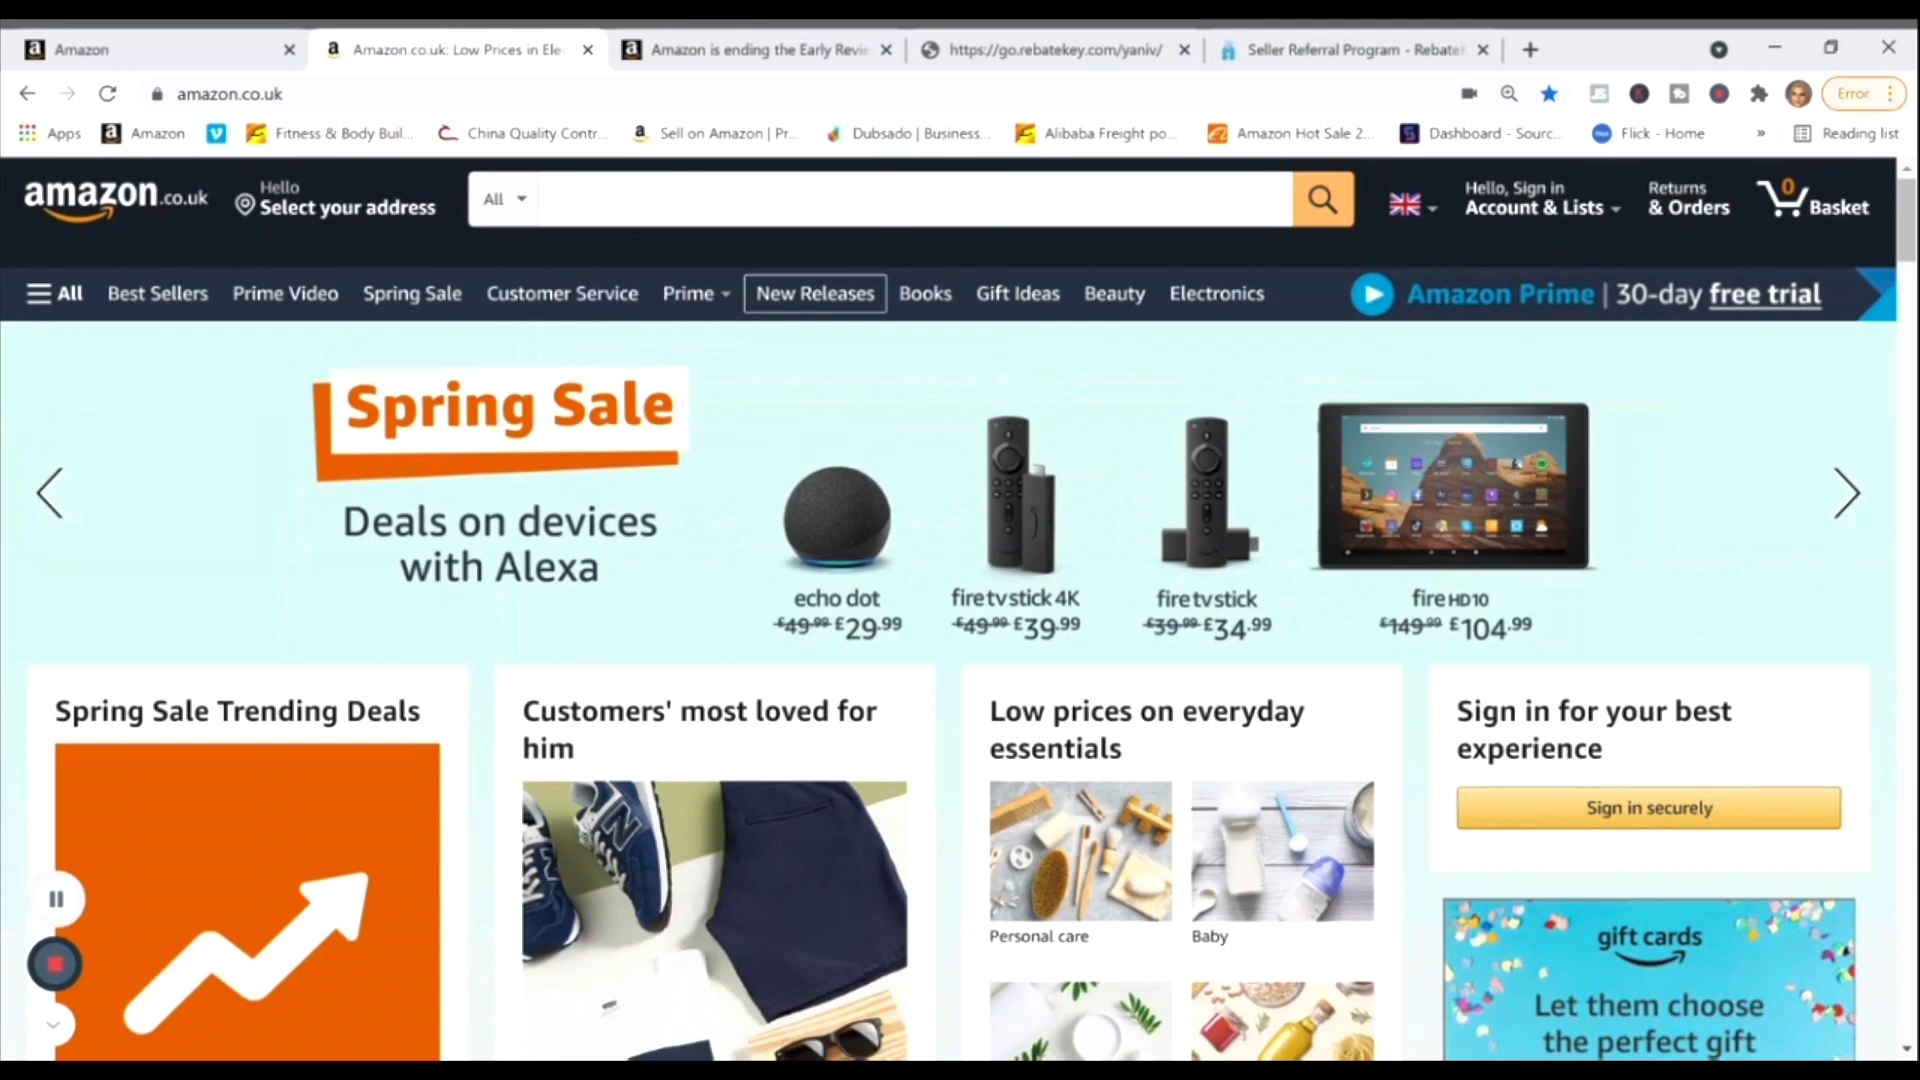 Amazon
Amazon.co.uk: Low Prices in Ele
Amazon is ending the Early Revie
https://go.rebatekey.com/yaniv/
Seller Referral Program - Rebate
amazon.co.uk
Error
Apps
Amazon
Fitness & Body Buil...
China Quality Contr...
Sell on Amazon | Pr...
Dubsado | Business...
Alibaba Freight po...
Amazon Hot Sale 2...
Dashboard - Sourc...
Flick - Home
»
Reading list
amazon.co.uk
Hello
Select your address
All
Hello, Sign in
Account & Lists
Returns
& Orders
0
Basket
All
Best Sellers
Prime Video
Spring Sale
Customer Service
Prime
New Releases
Books
Gift Ideas
Beauty
Electronics
Amazon Prime | 30-day free trial
Spring Sale
Deals on devices
with Alexa
echo dot
£49.99 £29.99
fire tv stick 4K
£49.99 £39.99
fire tv stick
£39.99 £34.99
fire HD10
£149.99 £104.99
Spring Sale Trending Deals
Customers' most loved for
him
N
Low prices on everyday
essentials
Personal care
Baby
Sign in for your best
experience
Sign in securely
gift cards
Let them choose
the perfect gift